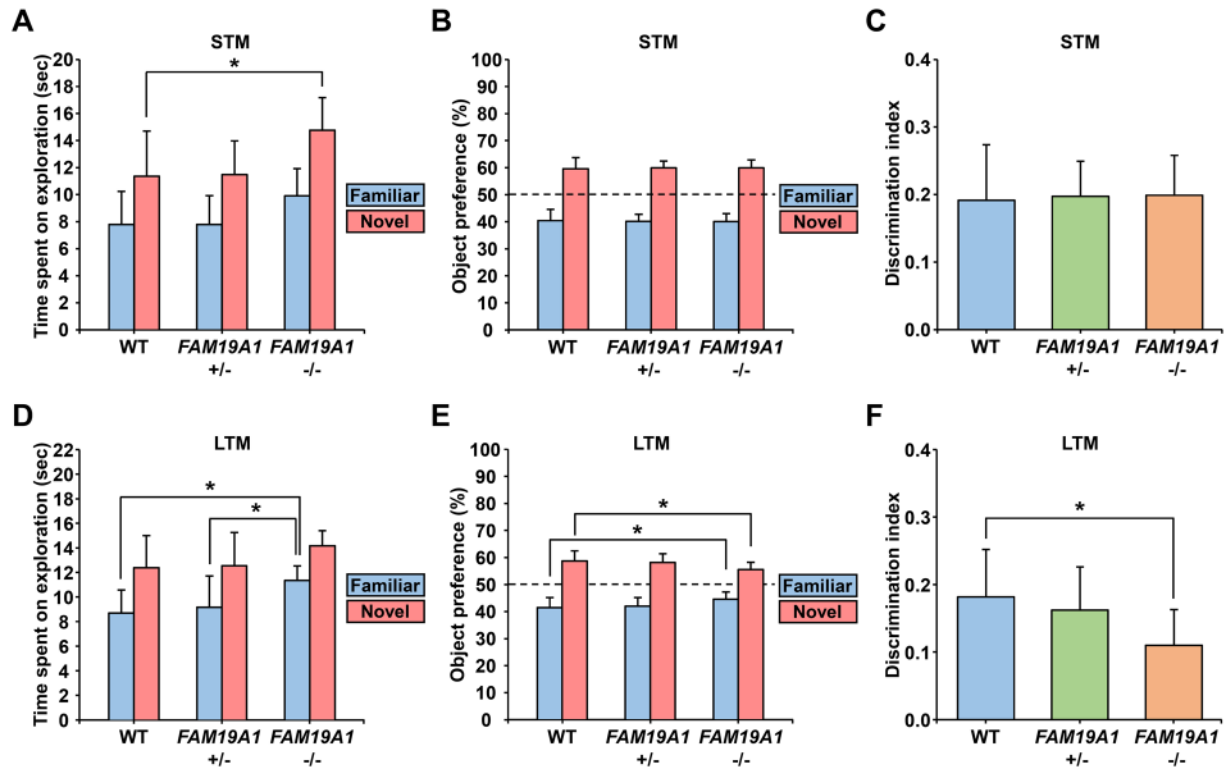 A
STM
Time spent on exploration (sec)
20
18
16
14
12
10
8
6
4
2
0
*
Familiar
Novel
WT
FAM19A1
+/-
FAM19A1
-/-
B
STM
Object preference (%)
100
90
80
70
60
50
40
30
20
10
0
Familiar
Novel
WT
FAM19A1
+/-
FAM19A1
-/-
C
STM
Discrimination index
0.4
0.3
0.2
0.1
0.0
WT
FAM19A1
+/-
FAM19A1
-/-
D
LTM
Time spent on exploration (sec)
22
20
18
16
14
12
10
8
6
4
2
0
*
*
Familiar
Novel
WT
FAM19A1
+/-
FAM19A1
-/-
E
LTM
Object preference (%)
100
90
80
70
60
50
40
30
20
10
0
*
*
Familiar
Novel
WT
FAM19A1
+/-
FAM19A1
-/-
F
LTM
Discrimination index
0.4
0.3
0.2
0.1
0.0
*
WT
FAM19A1
+/-
FAM19A1
-/-